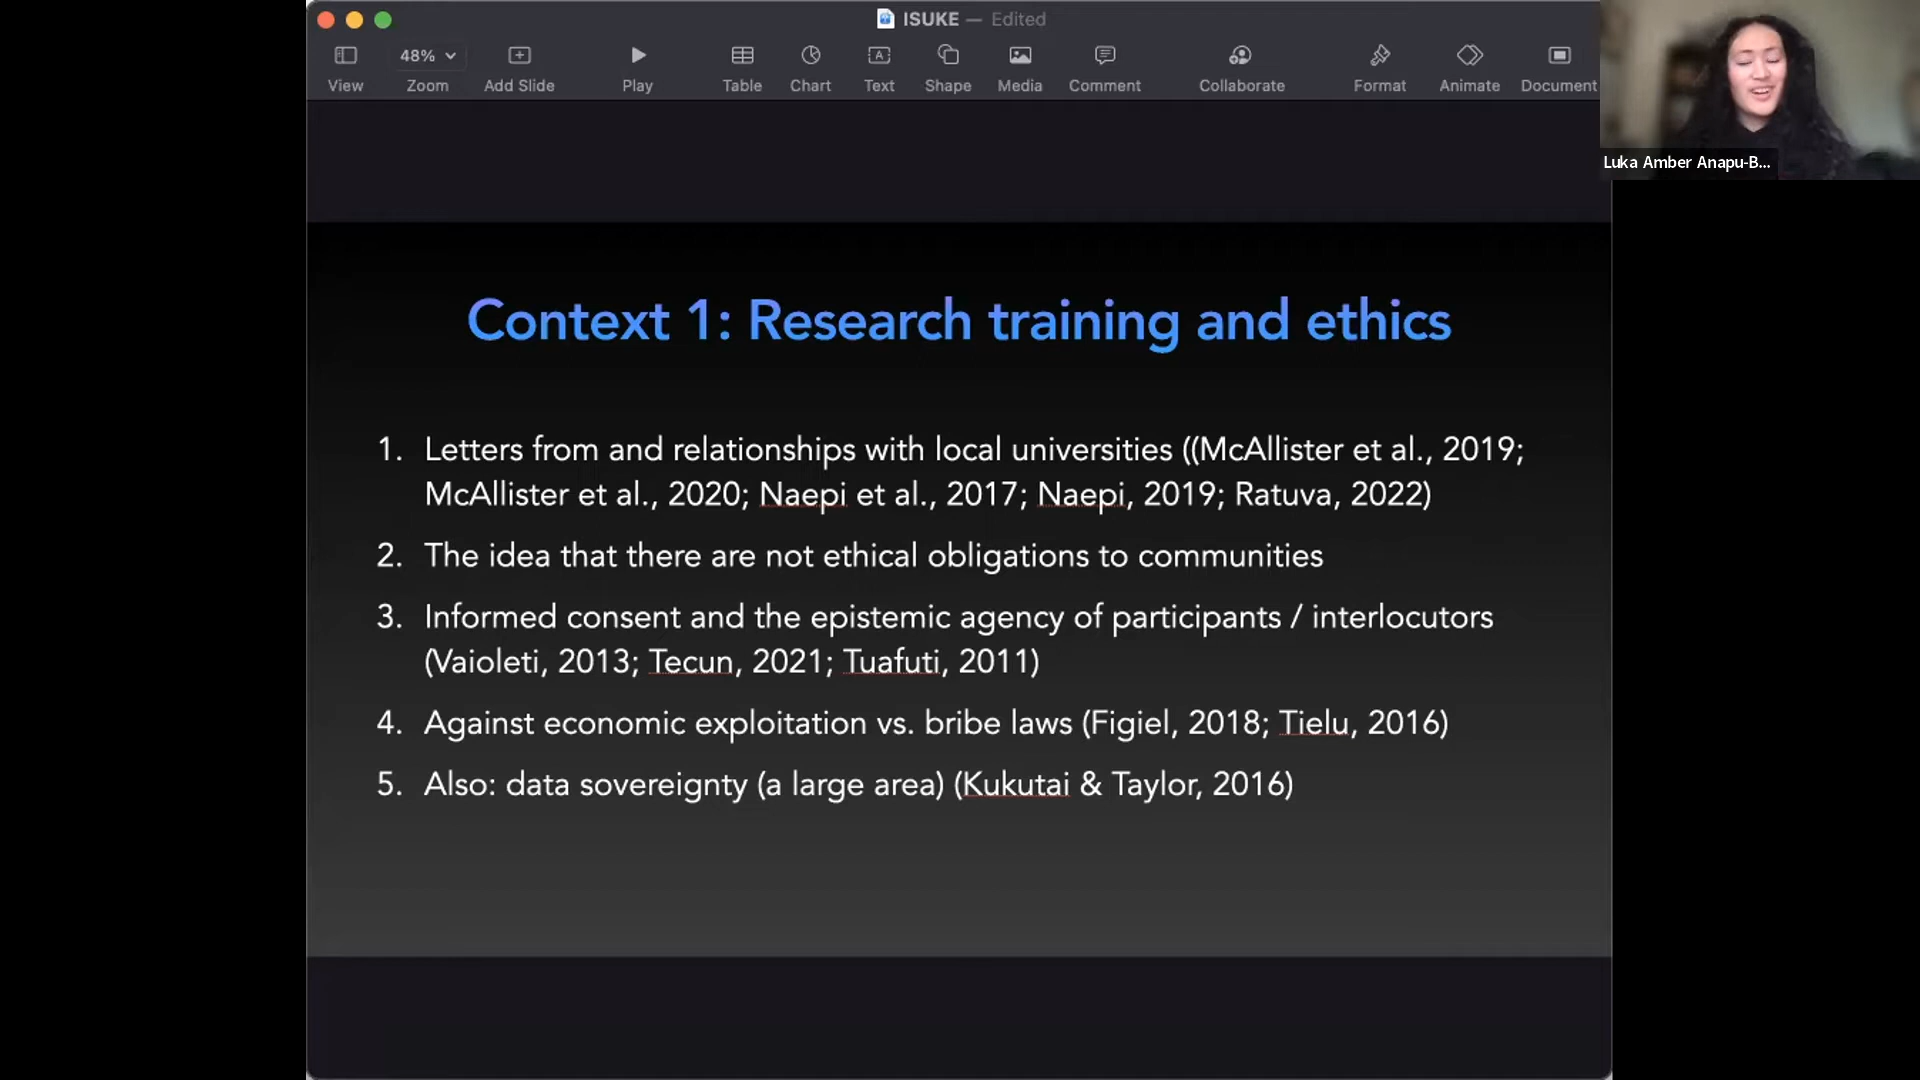 ISUKE — Edited
View
48%
Zoom
Add Slide
Play
Table
Chart
Text
Shape
Media
Comment
Collaborate
Format
Animate
Document
Luka Amber Anapu-B...
Context 1: Research training and ethics
1. Letters from and relationships with local universities ((McAllister et al., 2019;
McAllister et al., 2020; Naepi et al., 2017; Naepi, 2019; Ratuva, 2022)
2. The idea that there are not ethical obligations to communities
3. Informed consent and the epistemic agency of participants / interlocutors
(Vaioleti, 2013; Tecun, 2021; Tuafuti, 2011)
4. Against economic exploitation vs. bribe laws (Figiel, 2018; Tielu, 2016)
5. Also: data sovereignty (a large area) (Kukutai & Taylor, 2016)